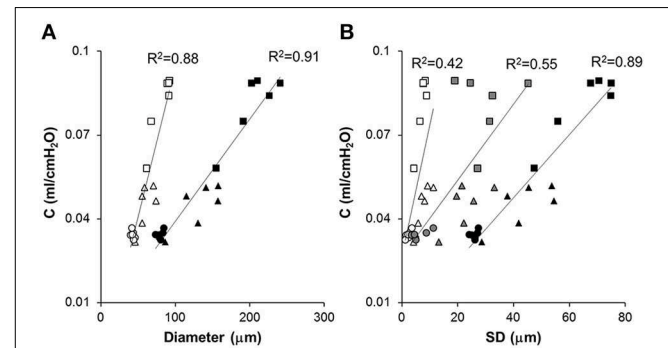 A
B
R²=0.88
R²=0.91
R²=0.42
R²=0.55
R²=0.89
C (ml/cmH₂O)
0.1
0.07
0.04
0.01
0
100
200
300
Diameter (μm)
C (ml/cmH₂O)
0.1
0.07
0.04
0.01
0
20
40
60
80
SD (μm)